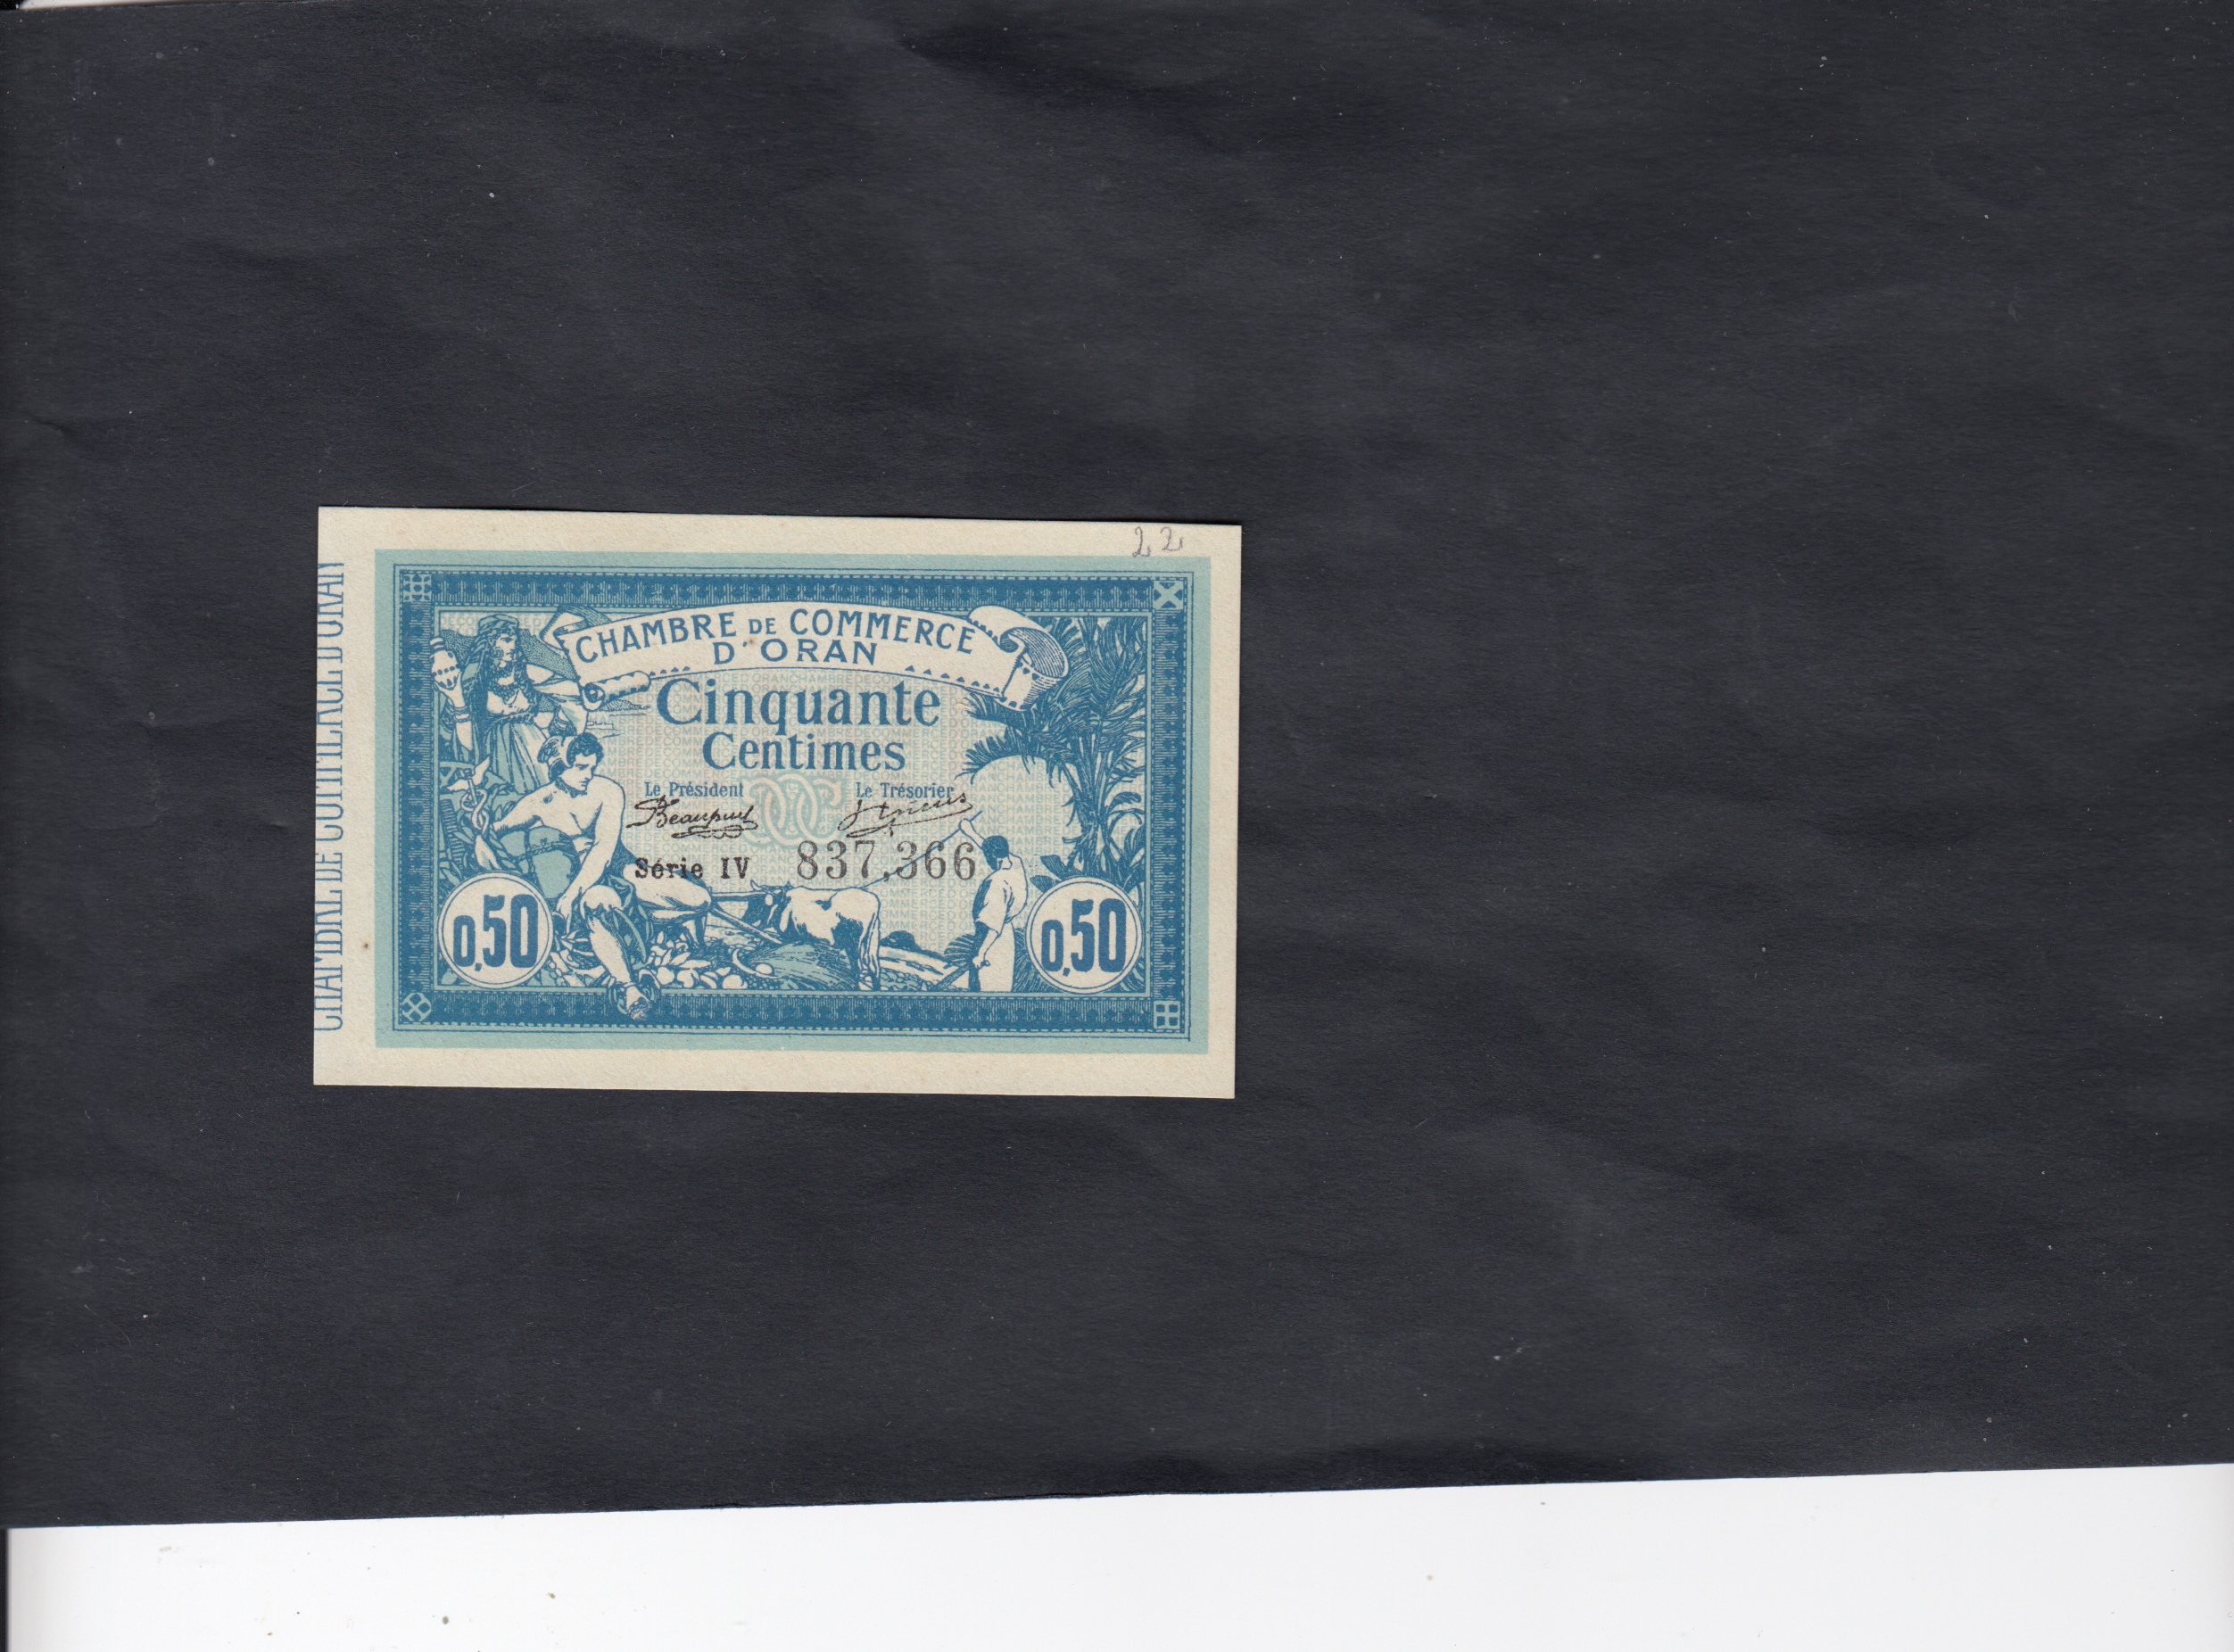 22
CHAMBRE DE COMMERCE D'ORAN
CHAMBRE DE COMMERCE
D'ORAN
Cinquante
Centimes
Le Président Le Trésorier
Série IV 837,366
0,50 0,50